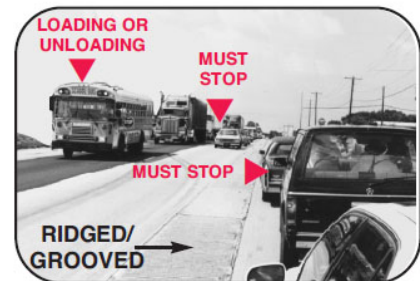 LOADING OR
UNLOADING
MUST
STOP
MUST STOP
RIDGED/
GROOVED